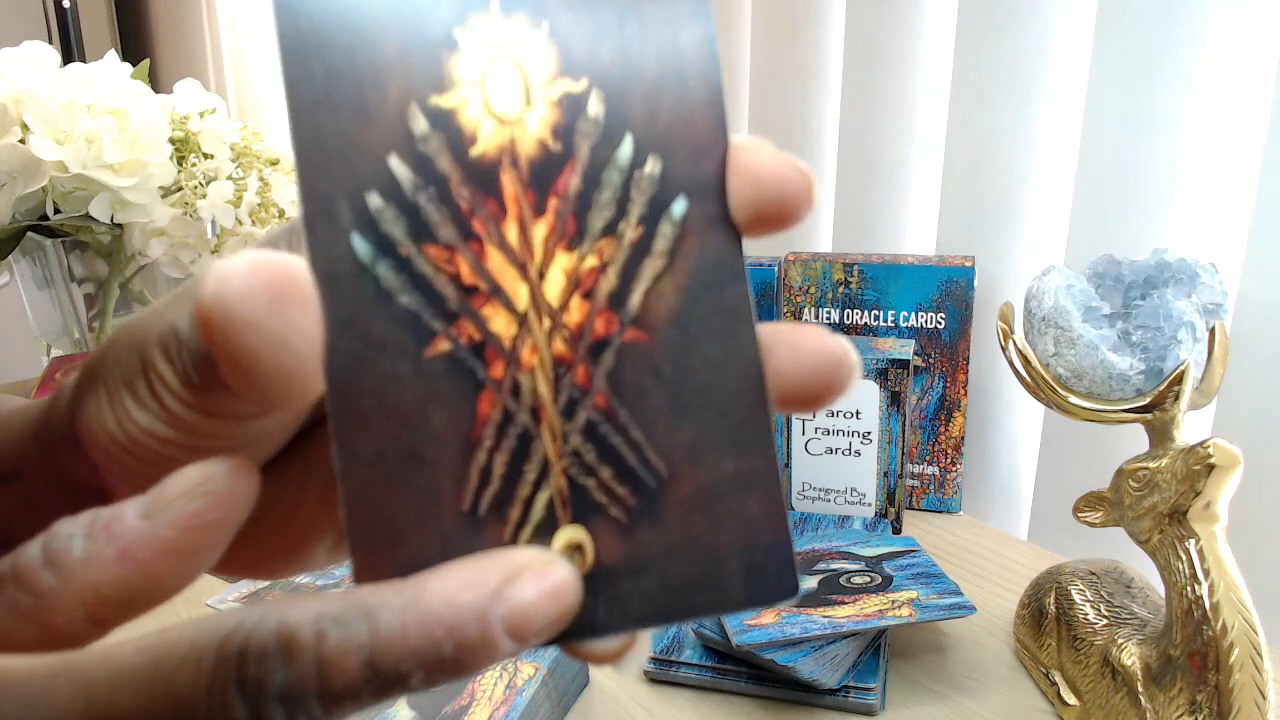 ALIEN ORACLE CARDS
Tarot
Training
Cards
Designed By
Sophia Charles